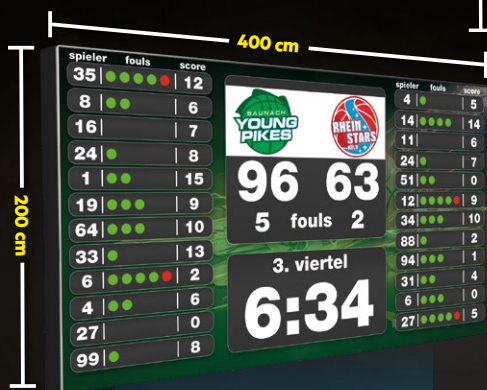 400 cm
200 cm
spieler fouls score
35 12
8 6
16 7
24 8
1 15
19 9
64 10
33 13
6 2
4 6
27 0
99 8
BAUNACH
YOUNG
PIKES
RHEIN
STARS
KÖLN
96 63
5 fouls 2
3. viertel
6:34
spieler fouls score
4 5
14 14
11 6
24 7
51 0
12 9
34 10
88 2
94 1
31 4
6 0
27 5